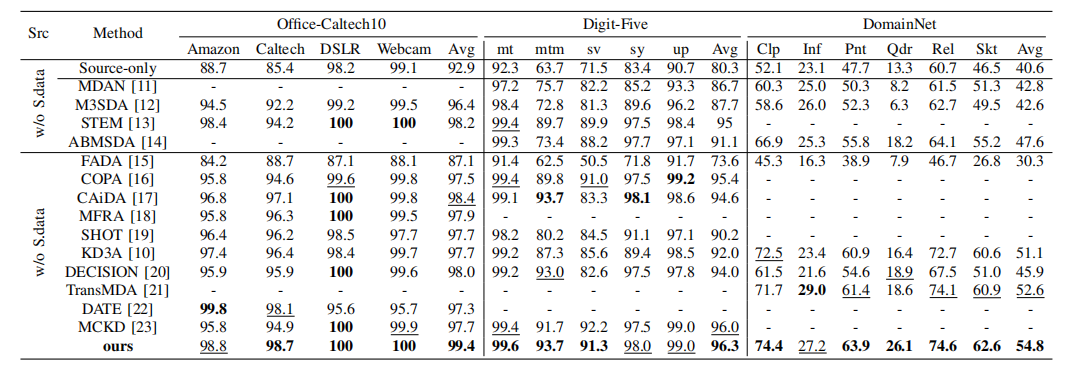 Src Method Office-Caltech10 Digit-Five DomainNet
Amazon Caltech DSLR Webcam Avg mt mtm sv sy up Avg Clp Inf Pnt Qdr Rel Skt Avg
w/o S.data
Source-only 88.7 85.4 98.2 99.1 92.9 92.3 63.7 71.5 83.4 90.7 80.3 52.1 23.1 47.7 13.3 60.7 46.5 40.6
MDAN [11] - - - - - 97.2 75.7 82.2 85.2 93.3 86.7 60.3 25.0 50.3 8.2 61.5 51.3 42.8
M3SDA [12] 94.5 92.2 99.2 99.5 96.4 98.4 72.8 81.3 89.6 96.2 87.7 58.6 26.0 52.3 6.3 62.7 49.5 42.6
STEM [13] 98.4 94.2 100 100 98.2 99.4 89.7 89.9 97.5 98.4 95 - - - - - - -
ABMSDA [14] - - - - - 99.3 73.4 88.2 97.7 97.1 91.1 66.9 25.3 55.8 18.2 64.1 55.2 47.6
w/o S.data
FADA [15] 84.2 88.7 87.1 88.1 87.1 91.4 62.5 50.5 71.8 91.7 73.6 45.3 16.3 38.9 7.9 46.7 26.8 30.3
COPA [16] 95.8 94.6 99.6 99.8 97.5 99.4 89.8 91.0 97.5 99.2 95.4 - - - - - - -
CAiDA [17] 96.8 97.1 100 99.8 98.4 99.1 93.7 83.3 98.1 98.6 94.6 - - - - - - -
MFRA [18] 95.8 96.3 100 99.5 97.9 - - - - - - - - - - - - -
SHOT [19] 96.4 96.2 98.5 97.7 97.7 98.2 80.2 84.5 91.1 97.1 90.2 - - - - - - -
KD3A [10] 97.4 96.4 98.4 99.7 97.9 99.2 87.3 85.6 89.4 98.5 92.0 72.5 23.4 60.9 16.4 72.7 60.6 51.1
DECISION [20] 95.9 95.9 100 99.6 98.0 99.2 93.0 82.6 97.5 97.8 94.0 61.5 21.6 54.6 18.9 67.5 51.0 45.9
TransMDA [21] - - - - - - - - - - - 71.7 29.0 61.4 18.6 74.1 60.9 52.6
DATE [22] 99.8 98.1 95.6 95.7 97.3 - - - - - - - - - - - - -
MCKD [23] 95.8 94.9 100 99.9 97.7 99.4 91.7 92.2 97.5 99.0 96.0 - - - - - - -
ours 98.8 98.7 100 100 99.4 99.6 93.7 91.3 98.0 99.0 96.3 74.4 27.2 63.9 26.1 74.6 62.6 54.8